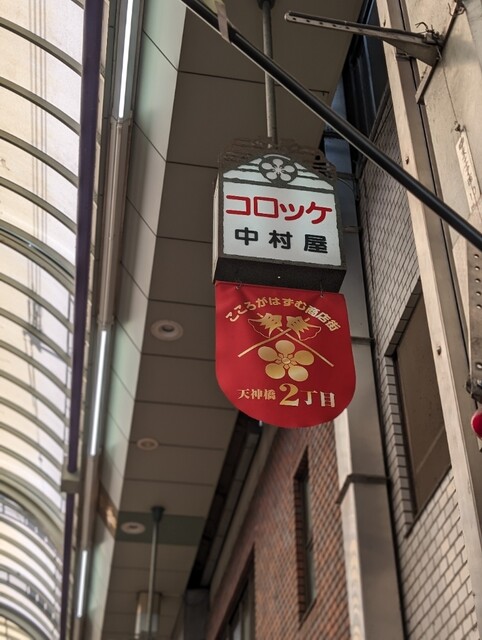 コロッケ
中村屋
こころがはずむ商店街
天神橋2丁目